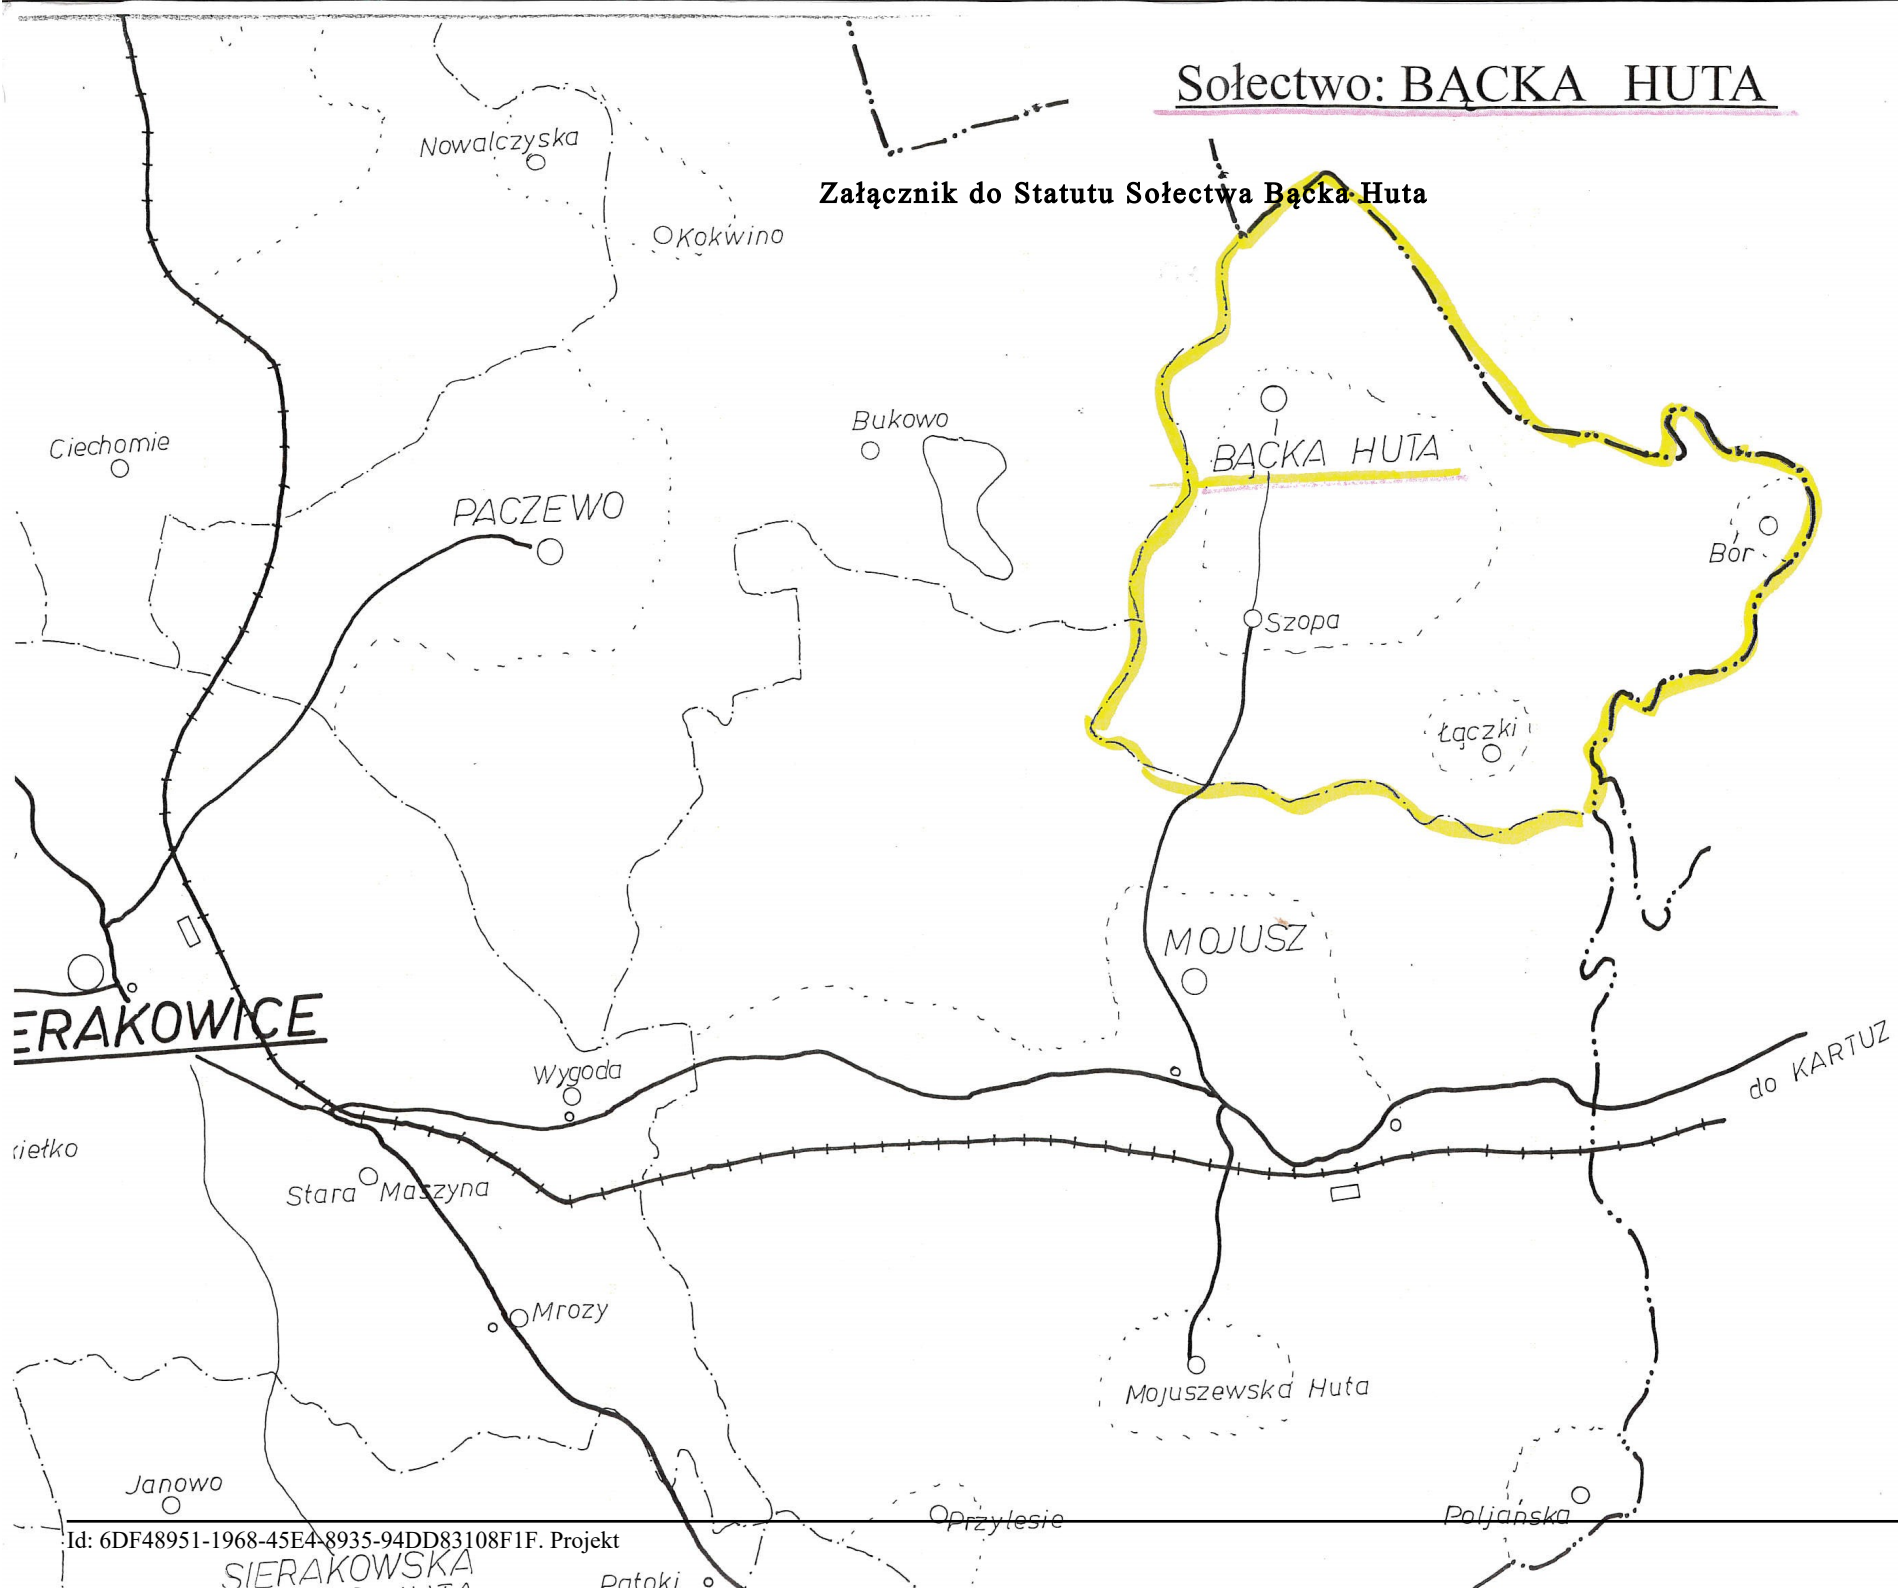 Sołectwo: BĄCKA HUTA
Załącznik do Statutu Sołectwa Bącka Huta
Nowalczyska
Kokwino
Ciechomie
Bukowo
BĄCKA HUTA
PACZEWO
Bór
Szopa
Łączki
MOJUSZ
ERAKOWICE
Wygoda
do KARTUZ
kiełko
Stara Maszyna
Mrozy
Mojuszewska Huta
Janowo
Przylesie
Poljańska
Id: 6DF48951-1968-45E4-8935-94DD83108F1F. Projekt
SIERAKOWSKA
HUTA
Patoki